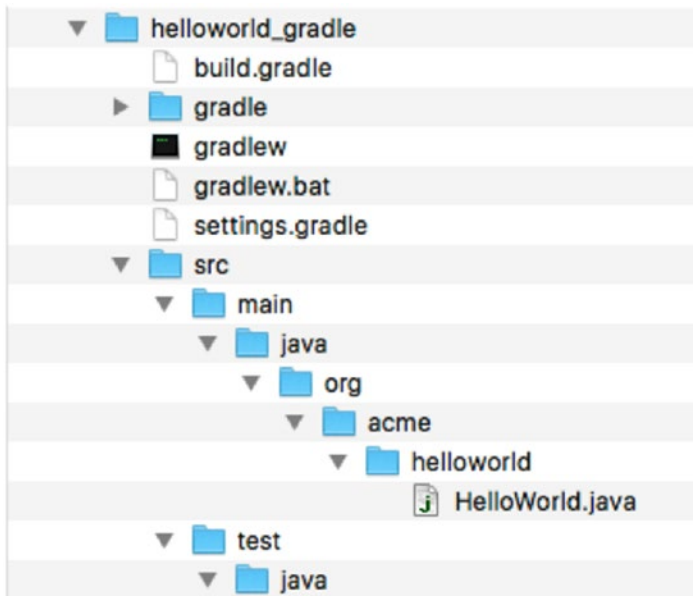 helloworld_gradle
build.gradle
gradle
gradlew
gradlew.bat
settings.gradle
src
main
java
org
acme
helloworld
HelloWorld.java
test
java